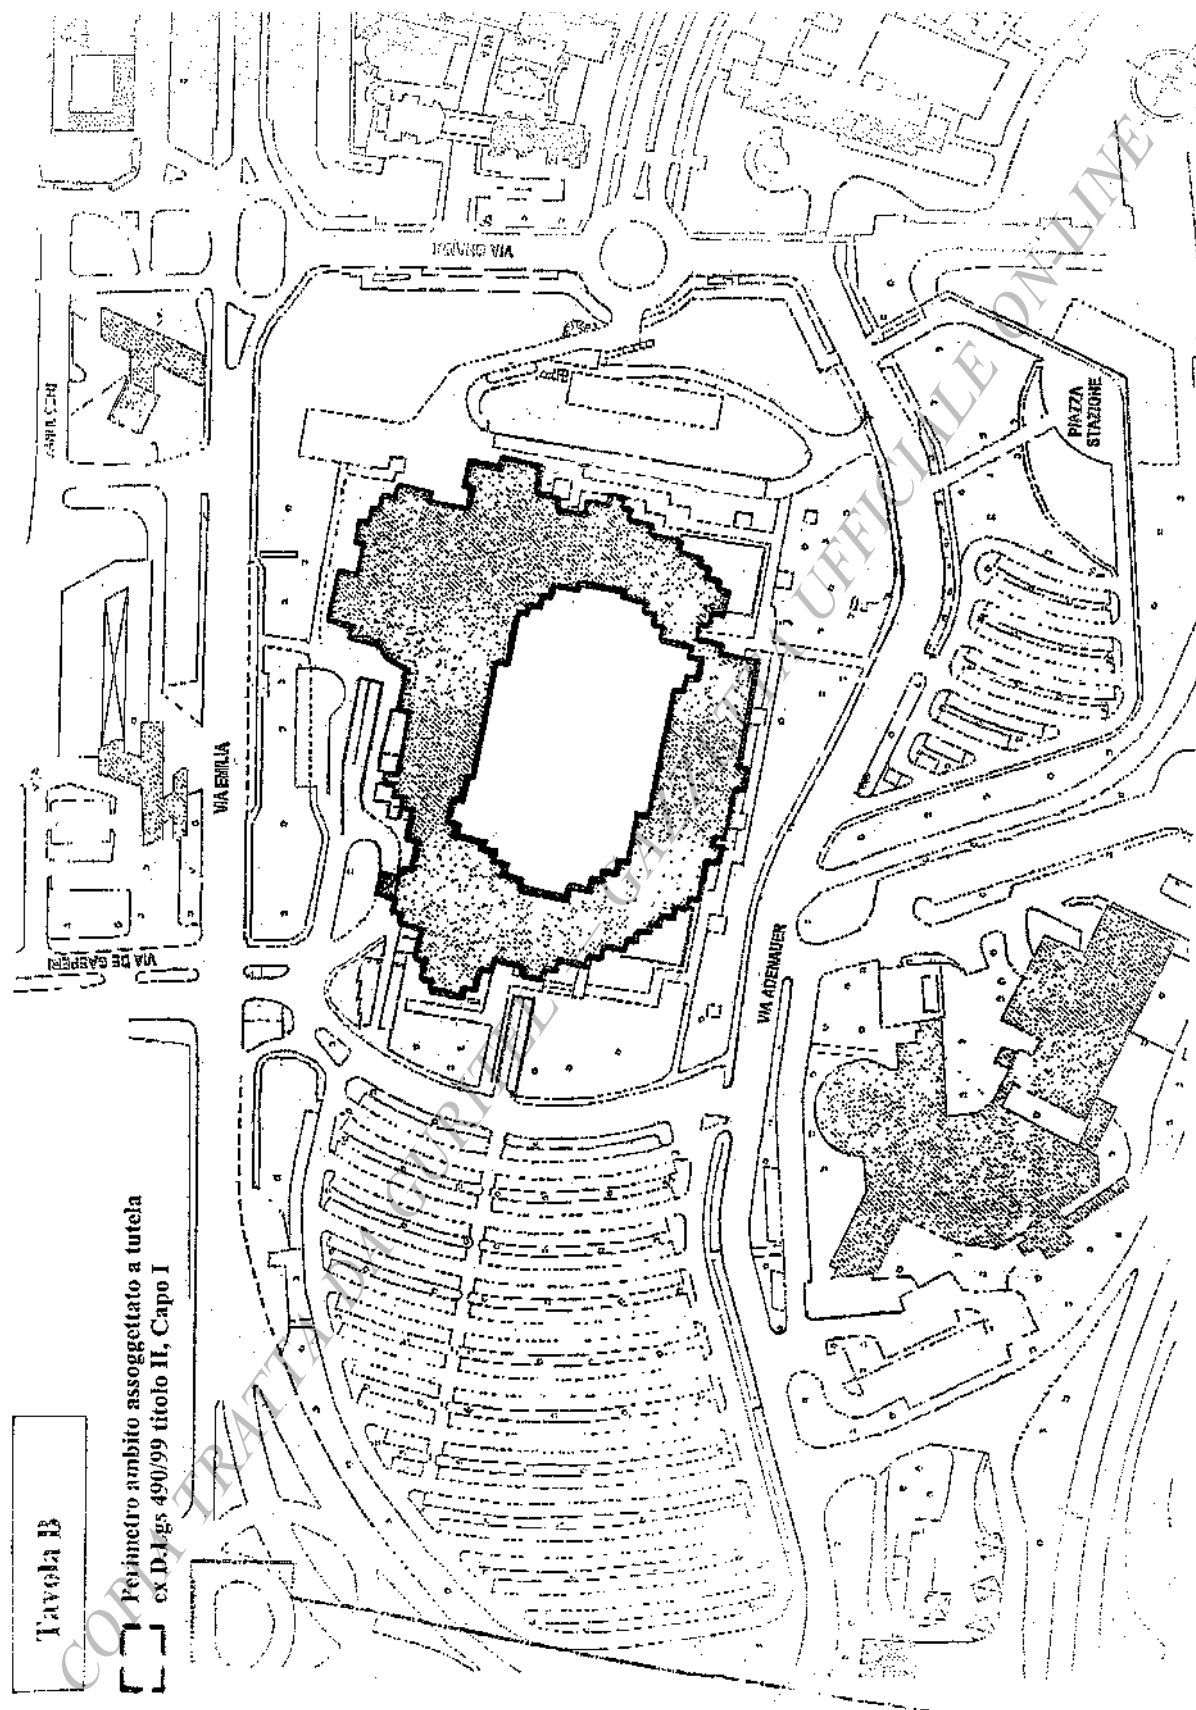 Tavola B
Perimetro ambito assoggettato a tutela
ex D.Lgs 490/99 titolo II, Capo I
VIA DE GASPERI
VIA EMILIA
VIA ADENAUER
PIAZZA
STAZIONE
VIA
COPIA TRATTA DA GURITEL — GAZZETTA UFFICIALE ON-LINE